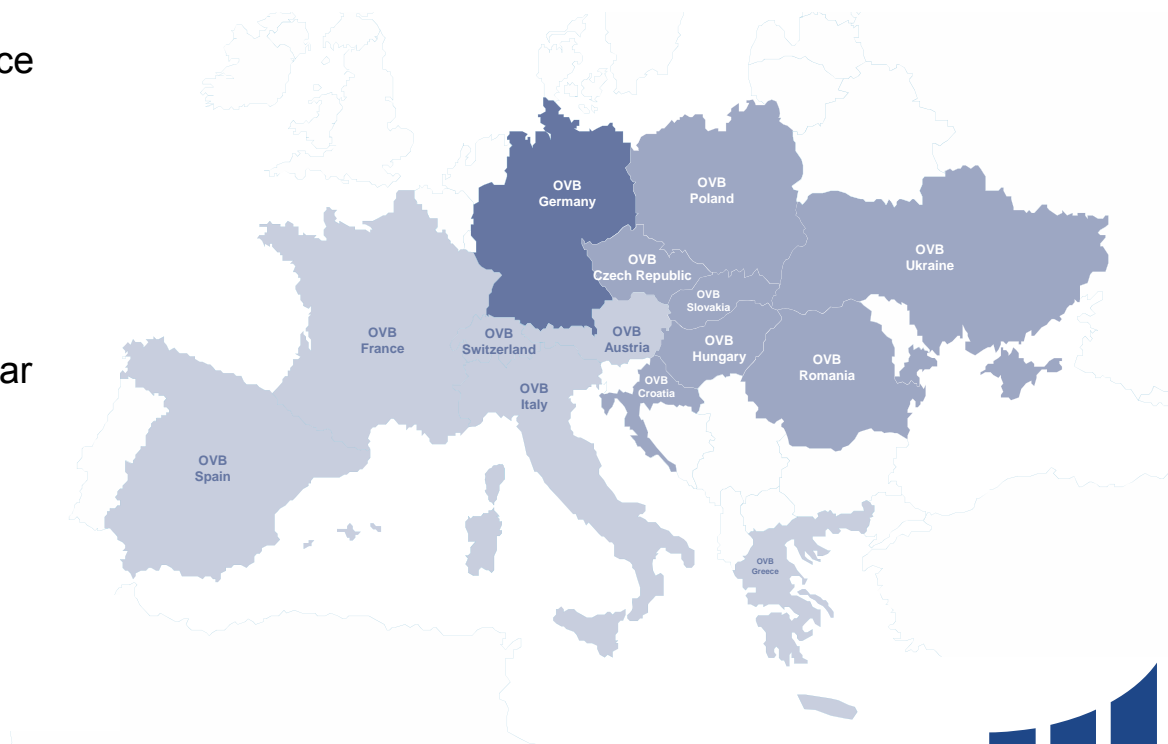 ce
ar
OVB
Germany
OVB
Poland
OVB
Ukraine
OVB
Czech Republic
OVB
Slovakia
OVB
France
OVB
Switzerland
OVB
Austria
OVB
Hungary
OVB
Romania
OVB
Italy
OVB
Croatia
OVB
Spain
OVB
Greece